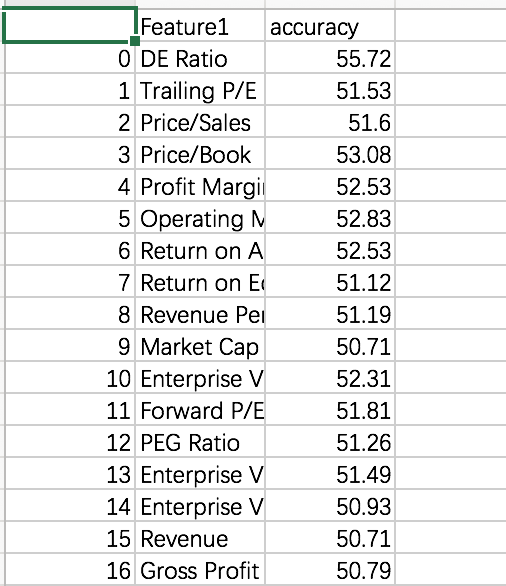 Feature1 accuracy
0 DE Ratio 55.72
1 Trailing P/E 51.53
2 Price/Sales 51.6
3 Price/Book 53.08
4 Profit Margi 52.53
5 Operating M 52.83
6 Return on A 52.53
7 Return on E 51.12
8 Revenue Per 51.19
9 Market Cap 50.71
10 Enterprise V 52.31
11 Forward P/E 51.81
12 PEG Ratio 51.26
13 Enterprise V 51.49
14 Enterprise V 50.93
15 Revenue 50.71
16 Gross Profit 50.79